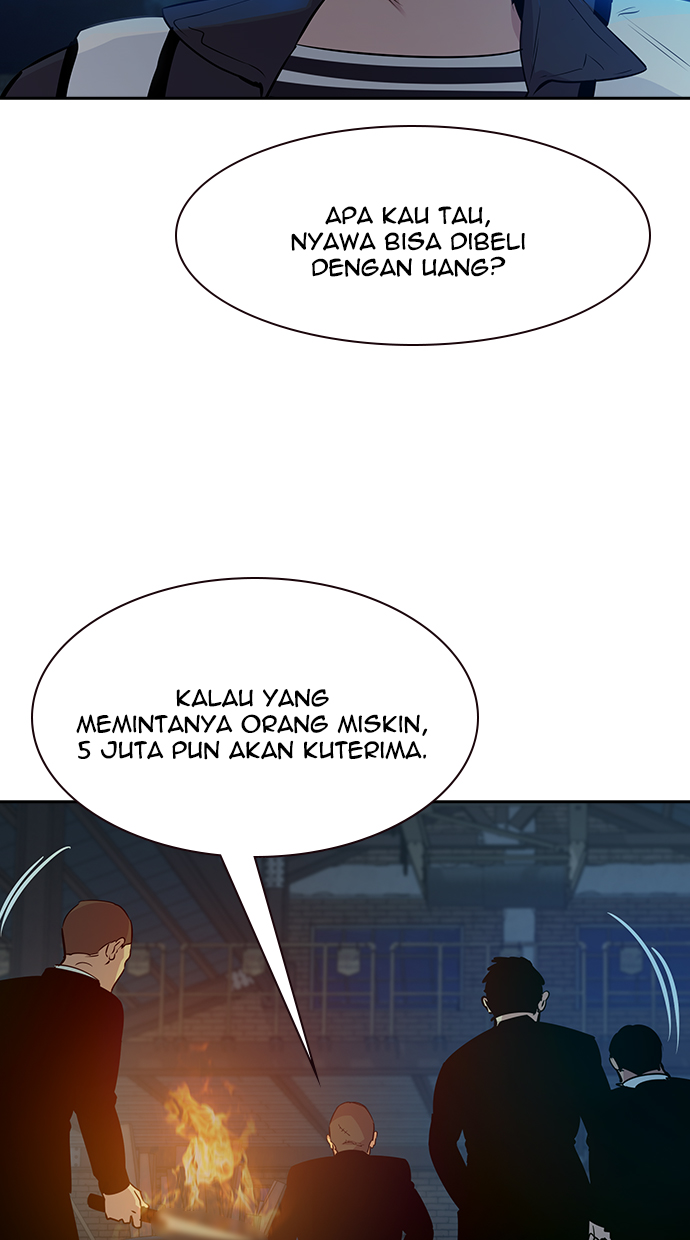 APA KAU TAU,
NYAWA BISA DIBELI
DENGAN UANG?
KALAU YANG
MEMINTANYA ORANG MISKIN,
5 JUTA PUN AKAN KUTERIMA.